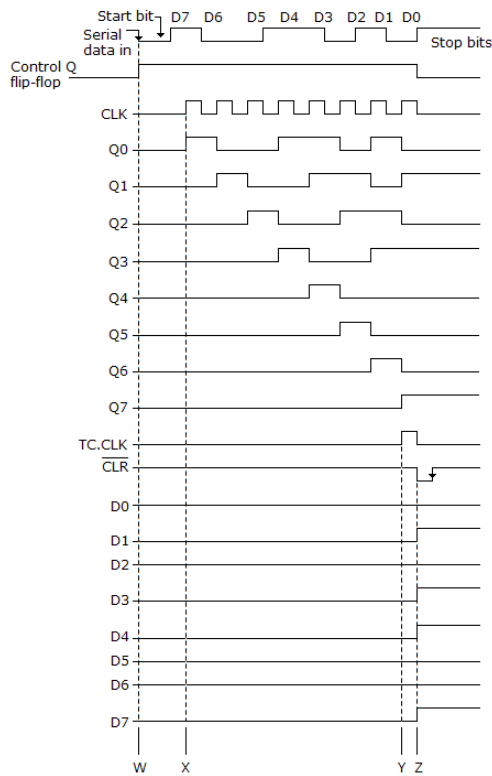 Start bit D7 D6 D5 D4 D3 D2 D1 D0
Serial
data in
Stop bits
Control Q
flip-flop
CLK
Q0
Q1
Q2
Q3
Q4
Q5
Q6
Q7
TC.CLK
CLR
D0
D1
D2
D3
D4
D5
D6
D7
W X Y Z